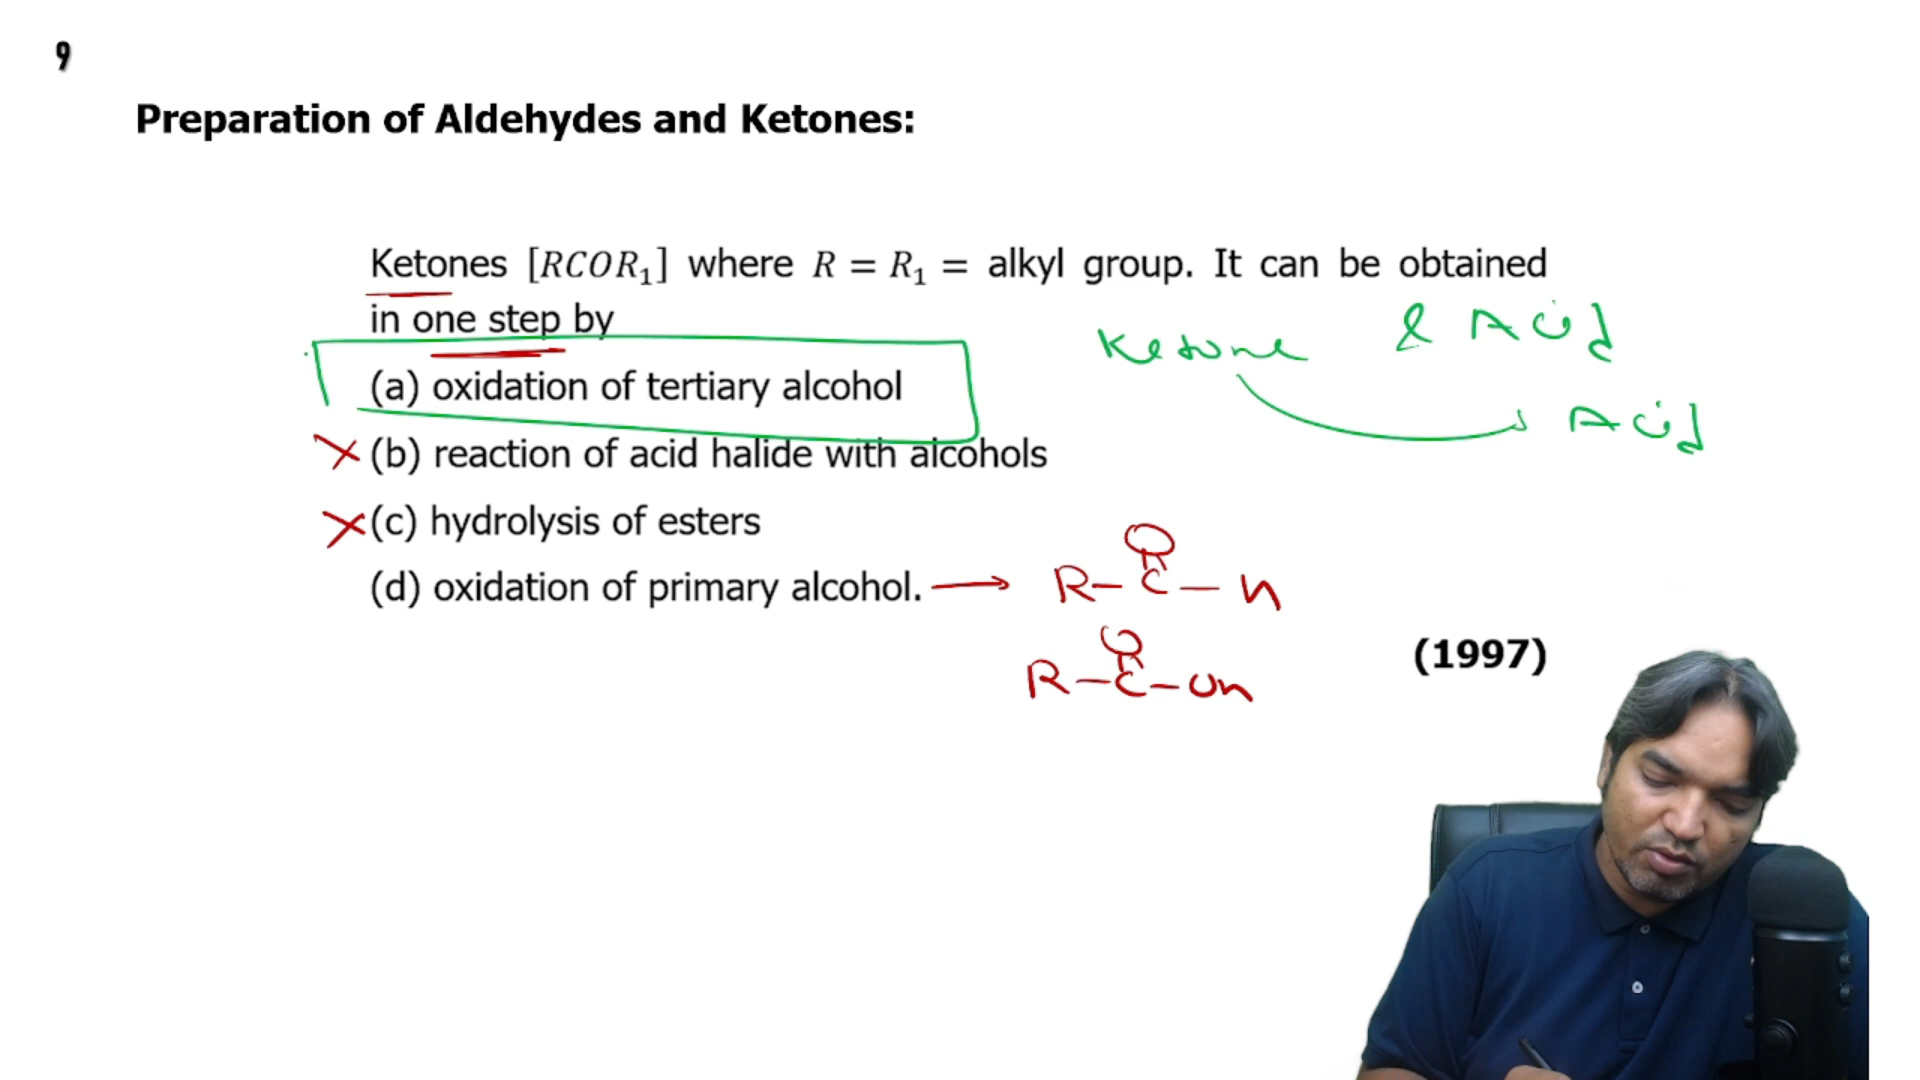 9
Preparation of Aldehydes and Ketones:
Ketones [RCOR₁] where R = R₁ = alkyl group. It can be obtained
in one step by
Ketone & Acid
(a) oxidation of tertiary alcohol
Acid
(b) reaction of acid halide with alcohols
(c) hydrolysis of esters
O
(d) oxidation of primary alcohol. → R–C–H
O
R–C–OH
(1997)